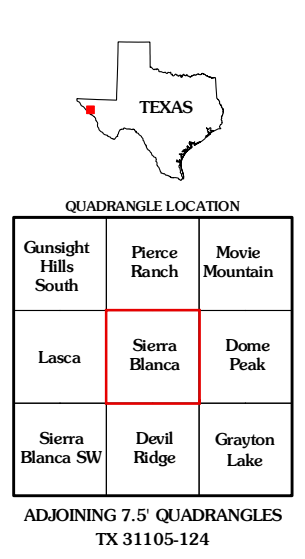 TEXAS
QUADRANGLE LOCATION
Gunsight
Hills
South
Pierce
Ranch
Movie
Mountain
Lasca
Sierra
Blanca
Dome
Peak
Sierra
Blanca SW
Devil
Ridge
Grayton
Lake
ADJOINING 7.5' QUADRANGLES
TX 31105-124